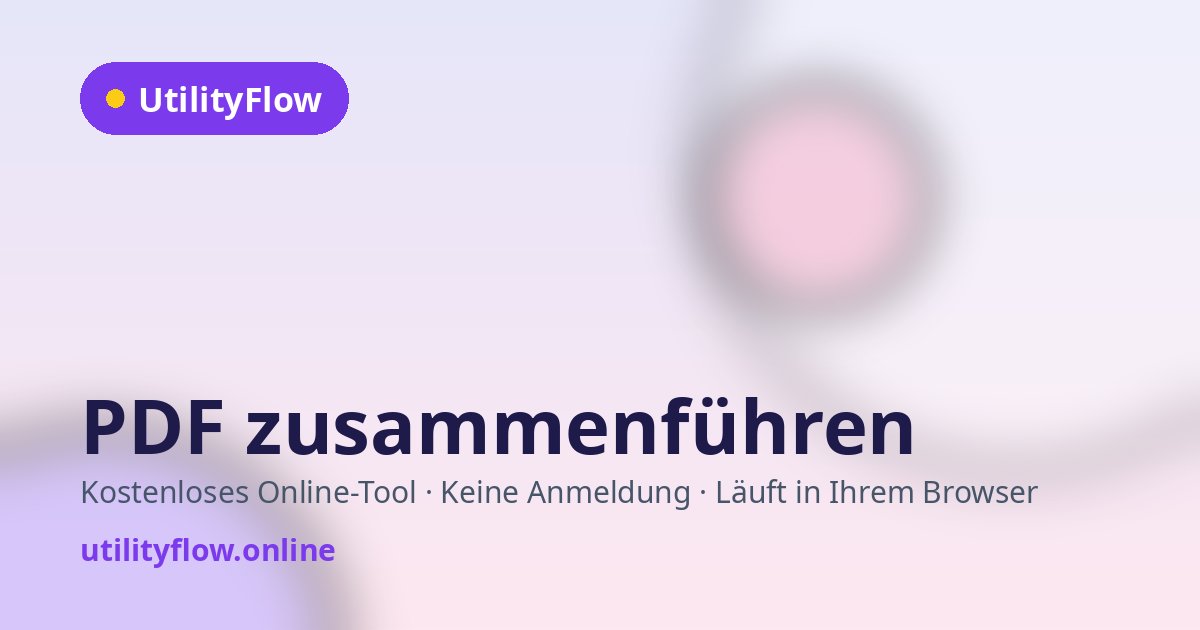 UtilityFlow
PDF zusammenführen
Kostenloses Online-Tool · Keine Anmeldung · Läuft in Ihrem Browser
utilityflow.online